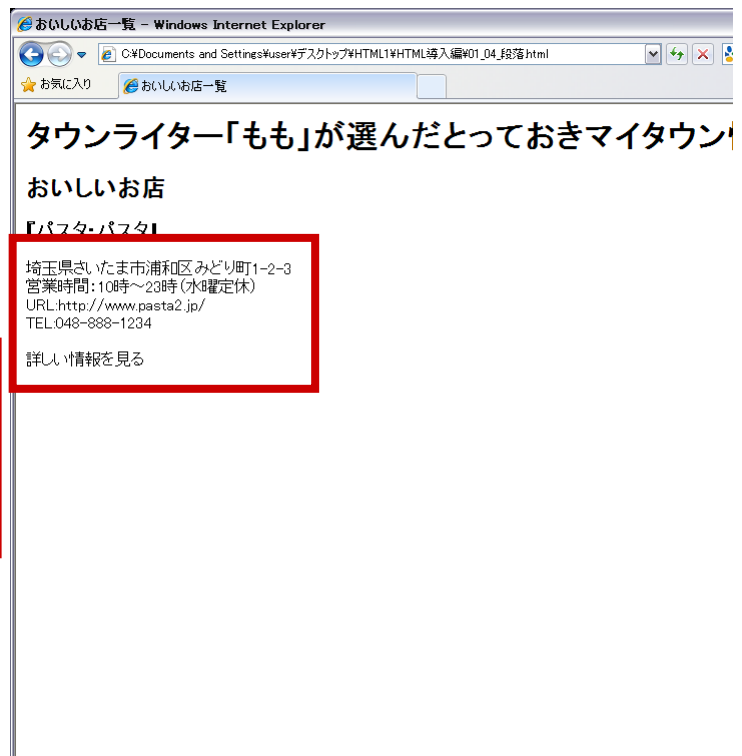 おいしいお店一覧 - Windows Internet Explorer
C:¥Documents and Settings¥user¥デスクトップ¥HTML1¥HTML導入編¥01_04_段落.html
お気に入り
おいしいお店一覧
タウンライター「もも」が選んだとっておきマイタウン
おいしいお店
『パスタ・パスタ』
埼玉県さいたま市浦和区みどり町1-2-3
営業時間:10時～23時(水曜定休)
URL:http://www.pasta2.jp/
TEL:048-888-1234
詳しい情報を見る